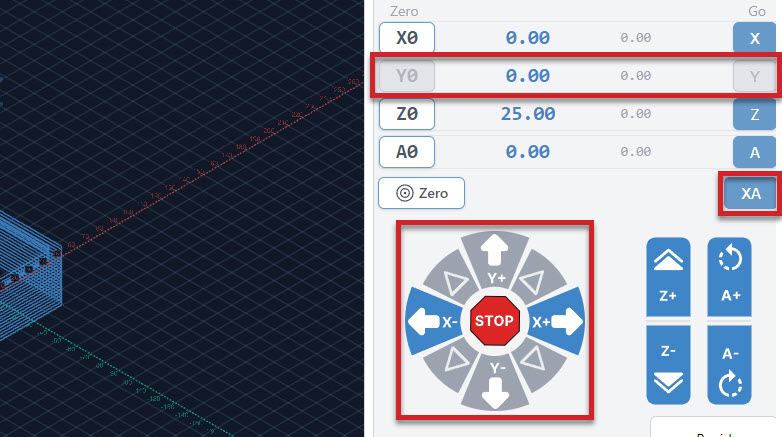 Zero Go
X0 0.00 0.00 X
Y0 0.00 0.00 Y
Z0 25.00 0.00 Z
A0 0.00 0.00 A
Zero XA
Y+
X- STOP X+
Y-
Z+ A+
Z- A-